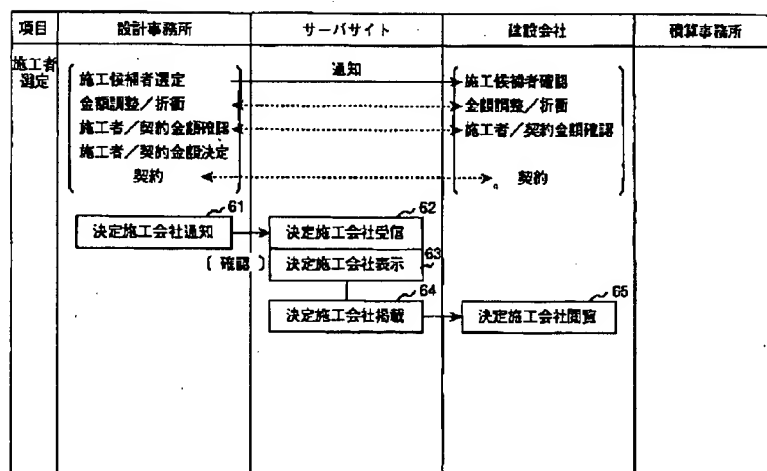 項目 設計事務所 サーバサイト 建設会社 積算事務所
施工者
選定
施工候補者選定 通知 施工候補者確認
金額調整/折衝 金額調整/折衝
施工者/契約金額確認 施工者/契約金額確認
施工者/契約金額決定
契約 契約
61 62
決定施工会社通知 決定施工会社受信
63
(確認) 決定施工会社表示
64 65
決定施工会社掲載 決定施工会社閲覧